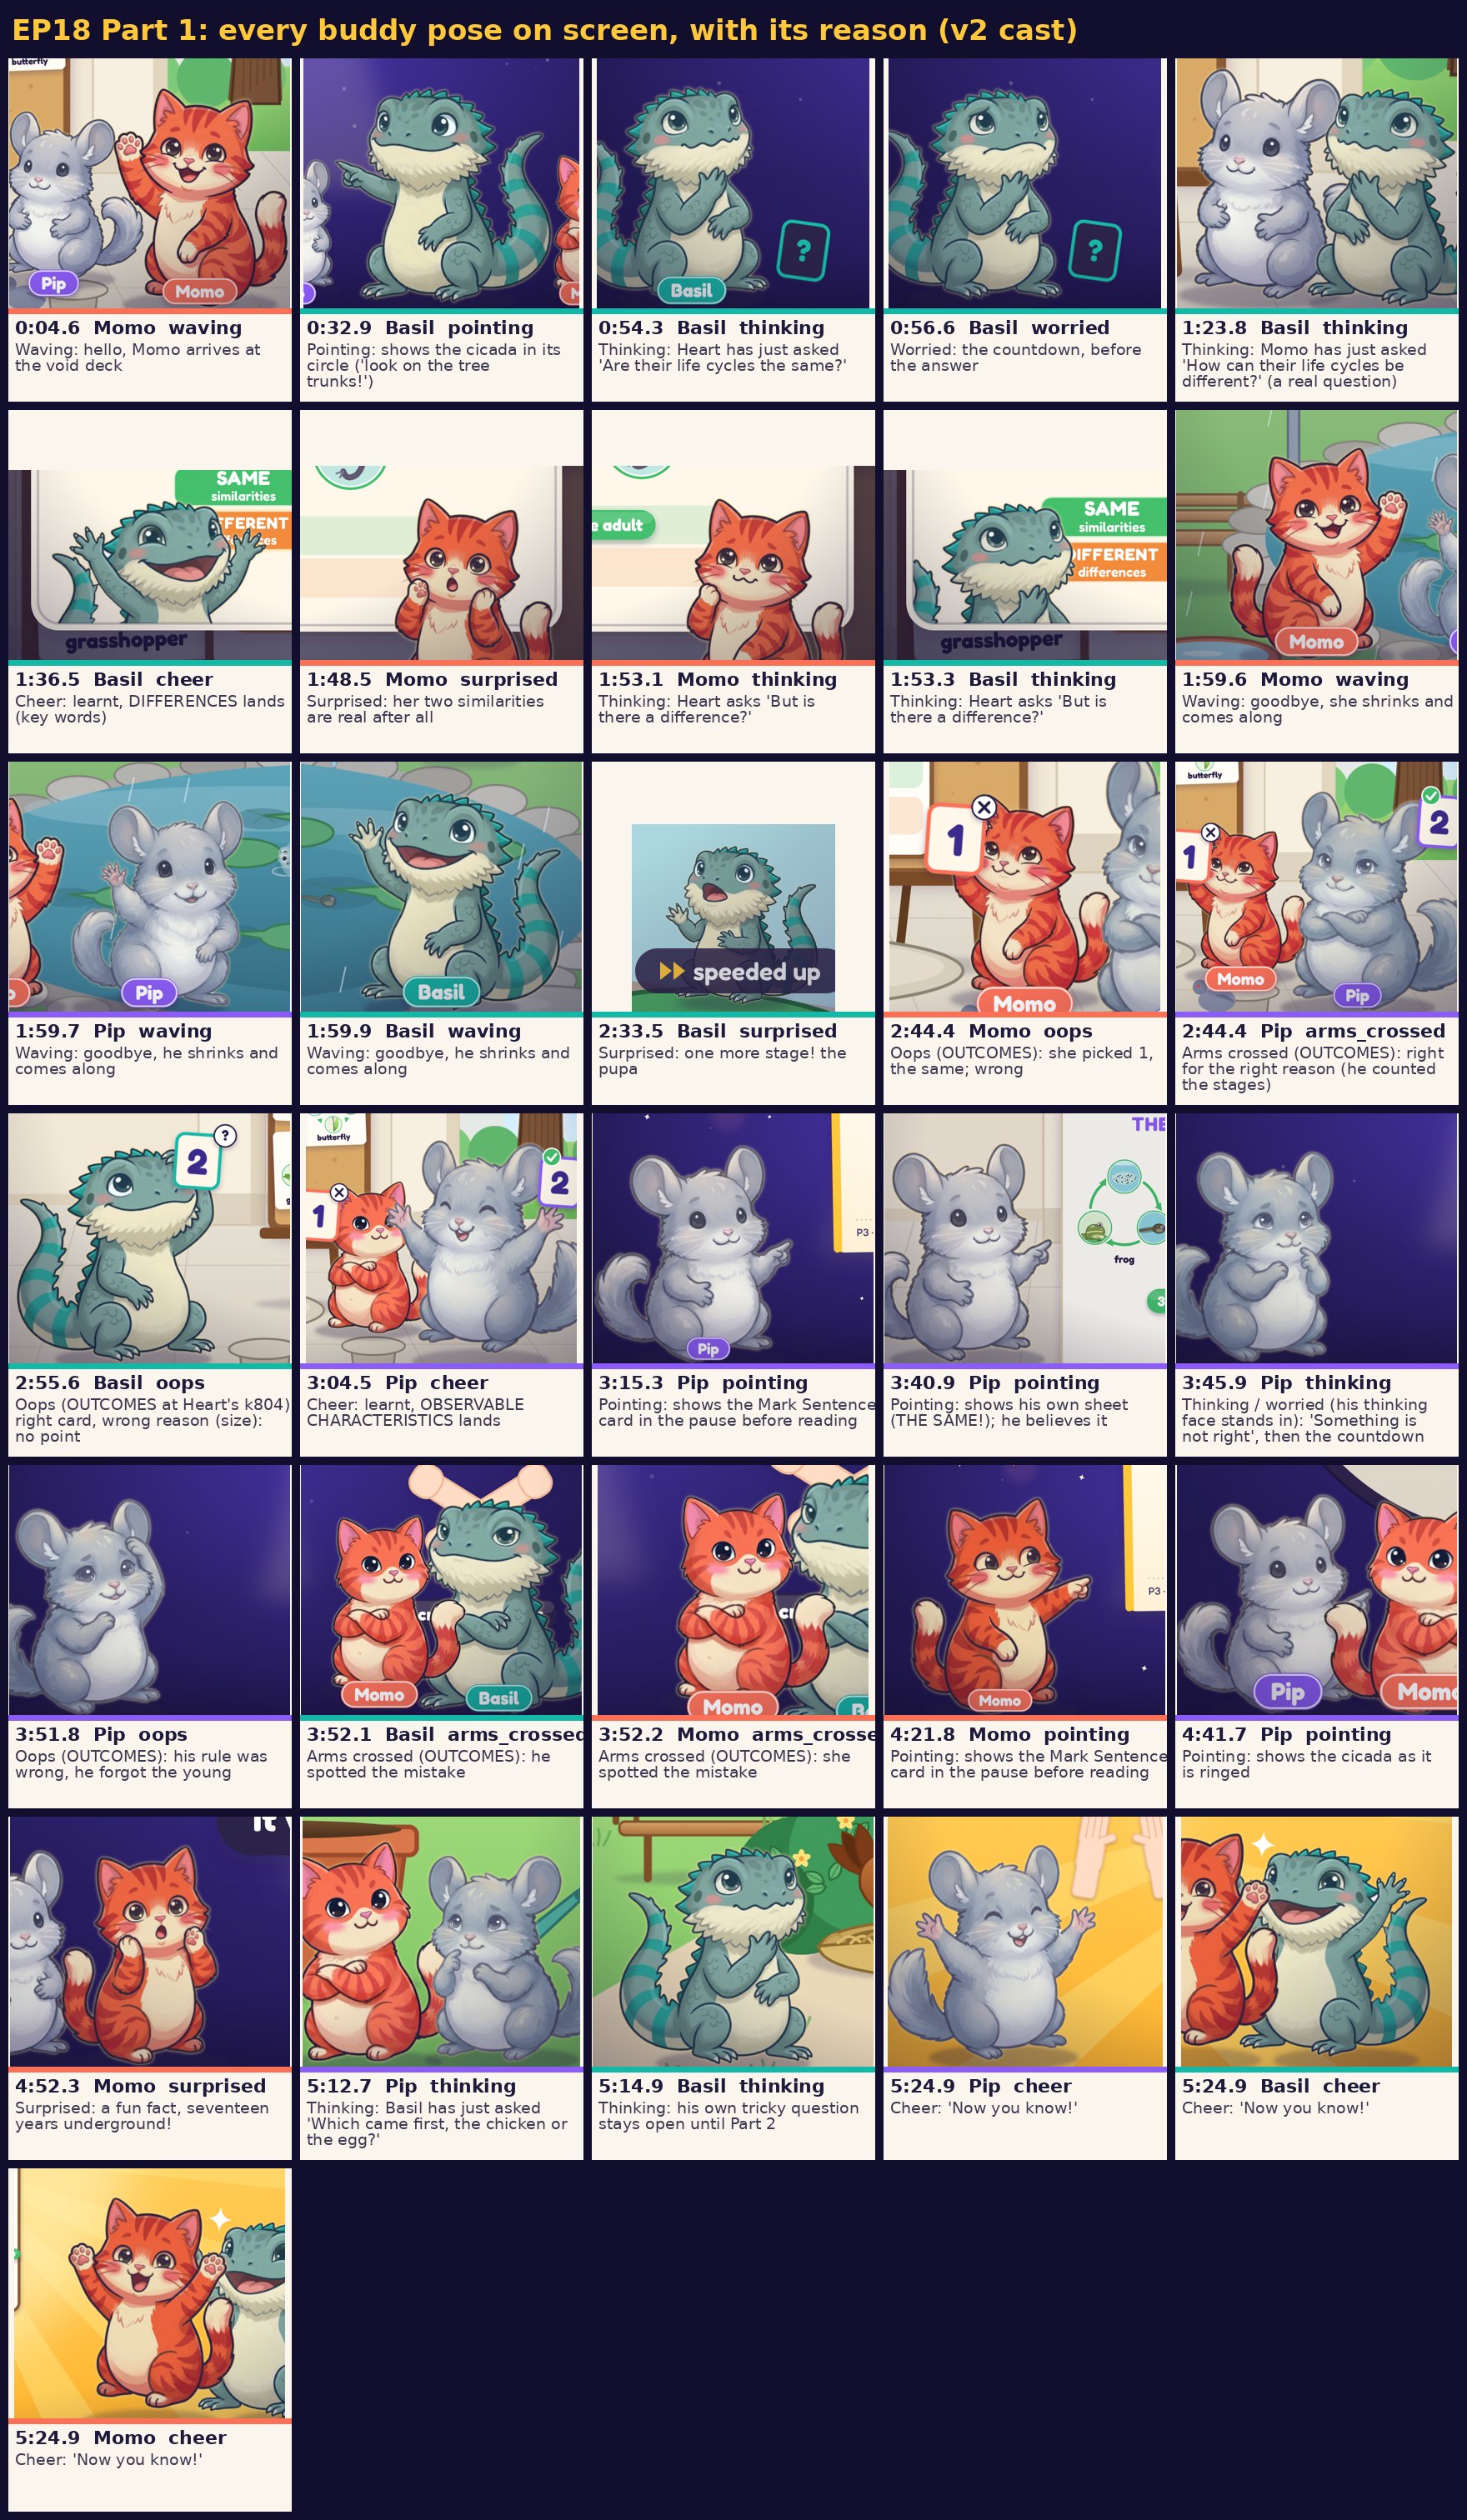 EP18 Part 1: every buddy pose on screen, with its reason (v2 cast)
butterfly
Pip
Momo
0:04.6 Momo waving
Waving: hello, Momo arrives at
the void deck
0:32.9 Basil pointing
Pointing: shows the cicada in its
circle ('look on the tree
trunks!')
?
Basil
0:54.3 Basil thinking
Thinking: Heart has just asked
'Are their life cycles the same?'
?
0:56.6 Basil worried
Worried: the countdown, before
the answer
1:23.8 Basil thinking
Thinking: Momo has just asked
'How can their life cycles be
different?' (a real question)
SAME
similarities
FFERENT
grasshopper
1:36.5 Basil cheer
Cheer: learnt, DIFFERENCES lands
(key words)
1:48.5 Momo surprised
Surprised: her two similarities
are real after all
e adult
1:53.1 Momo thinking
Thinking: Heart asks 'But is
there a difference?'
SAME
similarities
DIFFERENT
differences
grasshopper
1:53.3 Basil thinking
Thinking: Heart asks 'But is
there a difference?'
Momo
1:59.6 Momo waving
Waving: goodbye, she shrinks and
comes along
Pip
1:59.7 Pip waving
Waving: goodbye, he shrinks and
comes along
Basil
1:59.9 Basil waving
Waving: goodbye, he shrinks and
comes along
speeded up
2:33.5 Basil surprised
Surprised: one more stage! the
pupa
1
Momo
2:44.4 Momo oops
Oops (OUTCOMES): she picked 1,
the same; wrong
butterfly
1
2
Momo
Pip
2:44.4 Pip arms_crossed
Arms crossed (OUTCOMES): right
for the right reason (he counted
the stages)
2
?
2:55.6 Basil oops
Oops (OUTCOMES at Heart's k804)
right card, wrong reason (size):
no point
butterfly
1
2
3:04.5 Pip cheer
Cheer: learnt, OBSERVABLE
CHARACTERISTICS lands
P3
Pip
3:15.3 Pip pointing
Pointing: shows the Mark Sentence
card in the pause before reading
THE
frog
3
3:40.9 Pip pointing
Pointing: shows his own sheet
(THE SAME!); he believes it
3:45.9 Pip thinking
Thinking / worried (his thinking
face stands in): 'Something is
not right', then the countdown
3:51.8 Pip oops
Oops (OUTCOMES): his rule was
wrong, he forgot the young
Momo
Basil
3:52.1 Basil arms_crossed
Arms crossed (OUTCOMES): he
spotted the mistake
Momo
B
3:52.2 Momo arms_crosse
Arms crossed (OUTCOMES): she
spotted the mistake
P3
Momo
4:21.8 Momo pointing
Pointing: shows the Mark Sentence
card in the pause before reading
Pip
Momo
4:41.7 Pip pointing
Pointing: shows the cicada as it
is ringed
4:52.3 Momo surprised
Surprised: a fun fact, seventeen
years underground!
5:12.7 Pip thinking
Thinking: Basil has just asked
'Which came first, the chicken or
the egg?'
5:14.9 Basil thinking
Thinking: his own tricky question
stays open until Part 2
5:24.9 Pip cheer
Cheer: 'Now you know!'
5:24.9 Basil cheer
Cheer: 'Now you know!'
5:24.9 Momo cheer
Cheer: 'Now you know!'